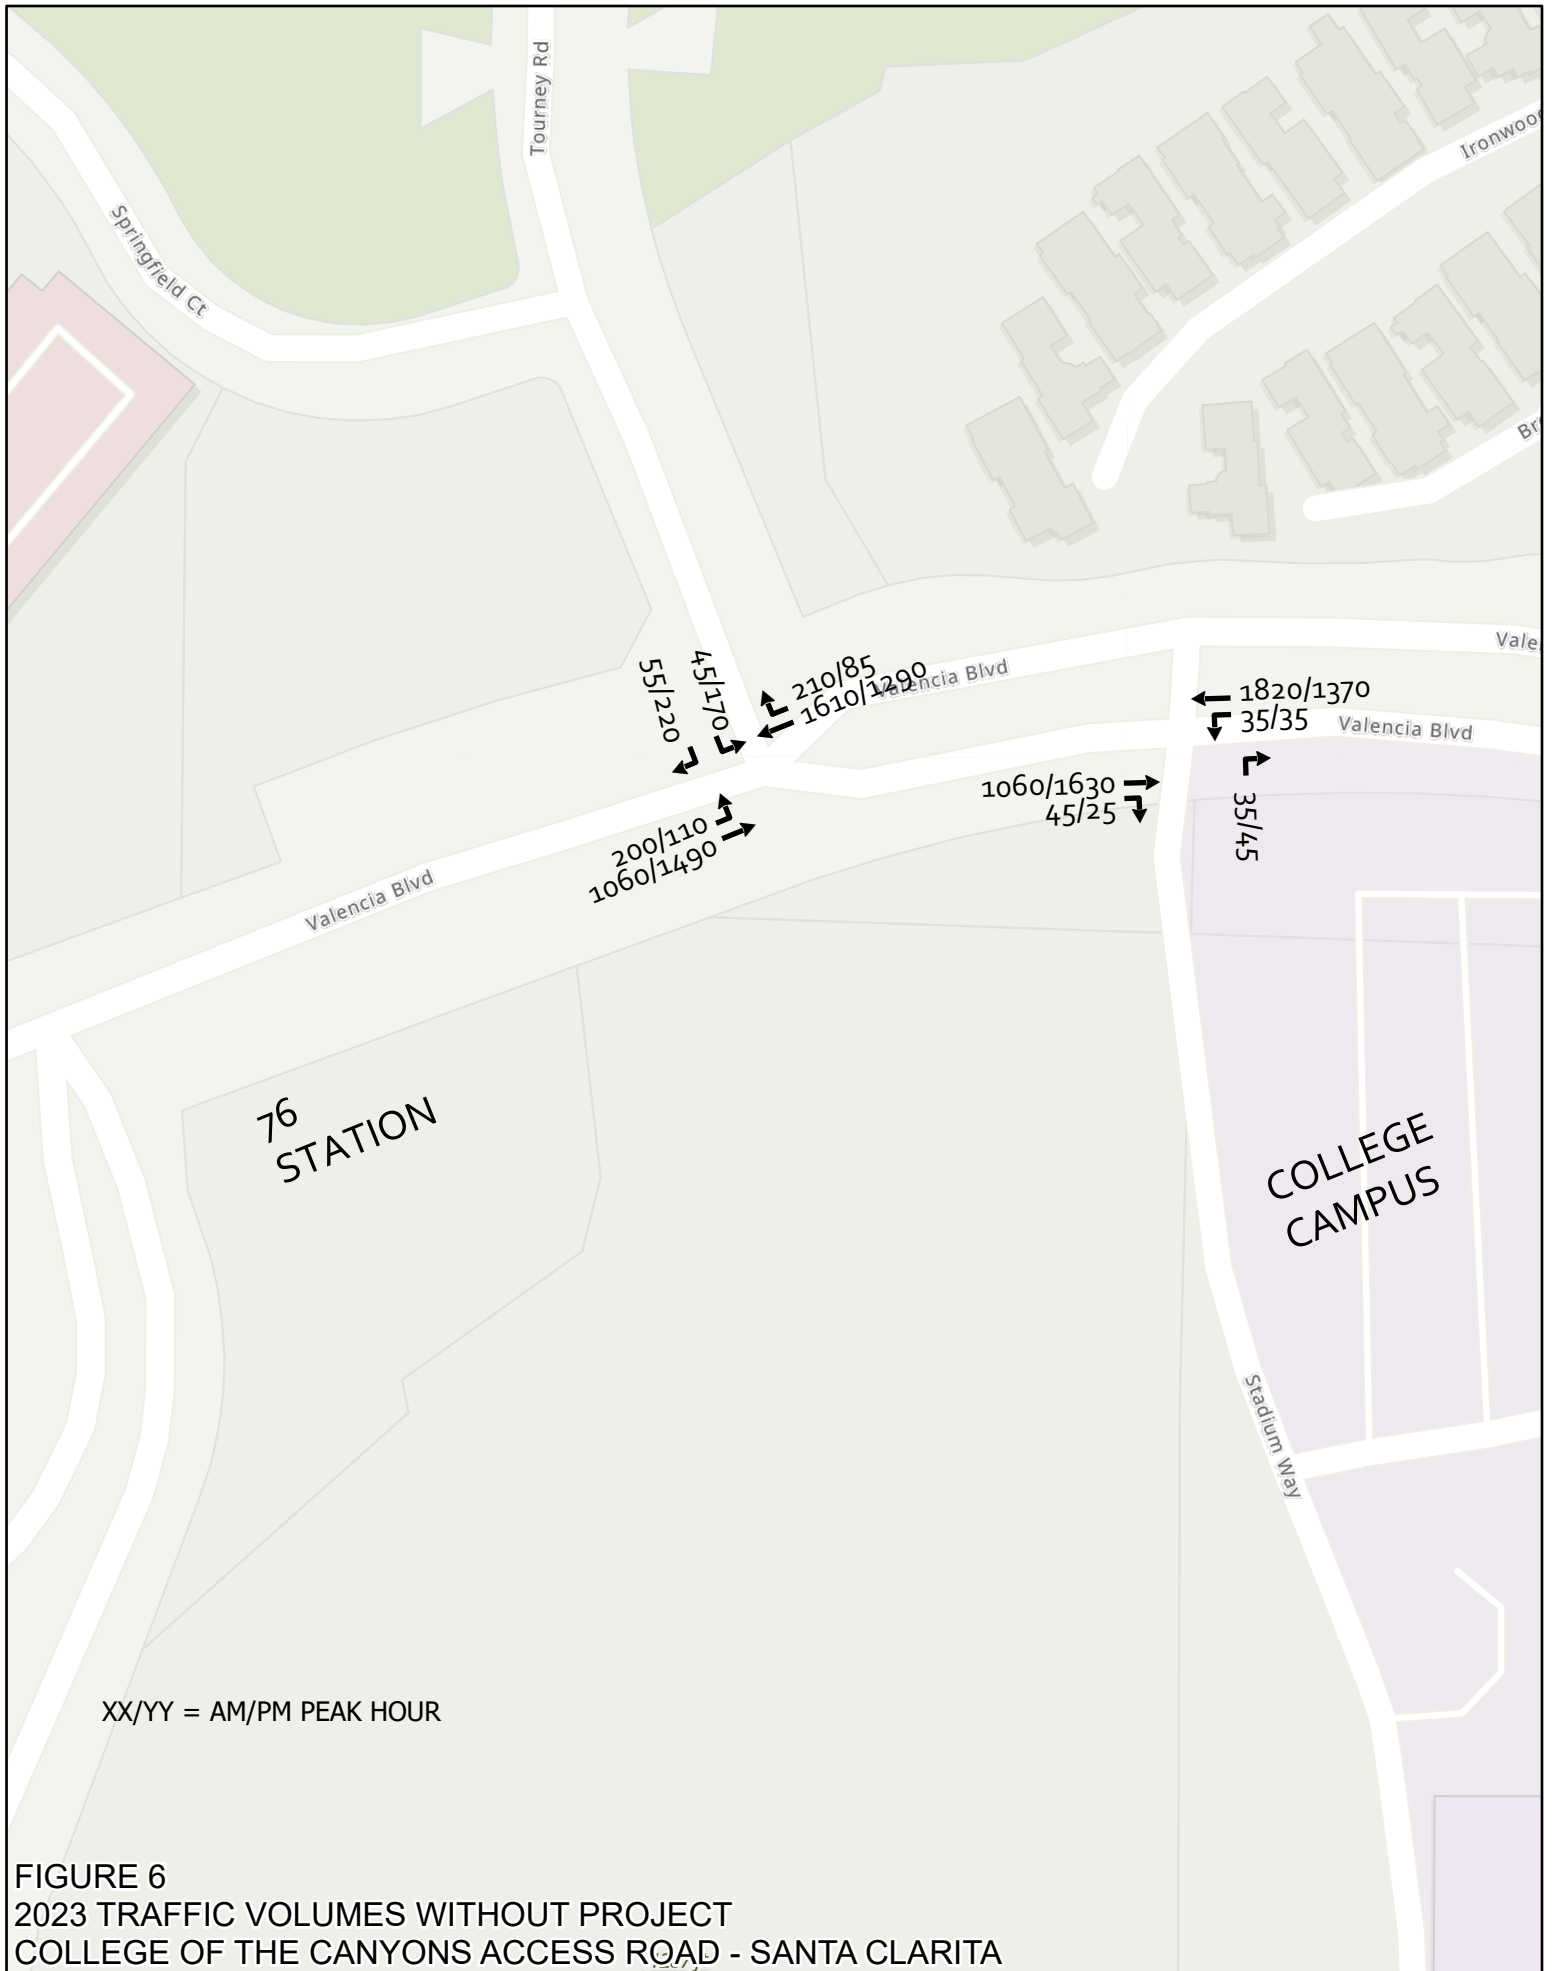 Tourney Rd
Ironwoo
Springfield Ct
Br
Vale
55/220
45/170
210/85
1610/1290
Valencia Blvd
1820/1370
35/35
Valencia Blvd
1060/1630
45/25
35/45
200/110
1060/1490
Valencia Blvd
76
STATION
COLLEGE
CAMPUS
Stadium Way
XX/YY = AM/PM PEAK HOUR
FIGURE 6
2023 TRAFFIC VOLUMES WITHOUT PROJECT
COLLEGE OF THE CANYONS ACCESS ROAD - SANTA CLARITA